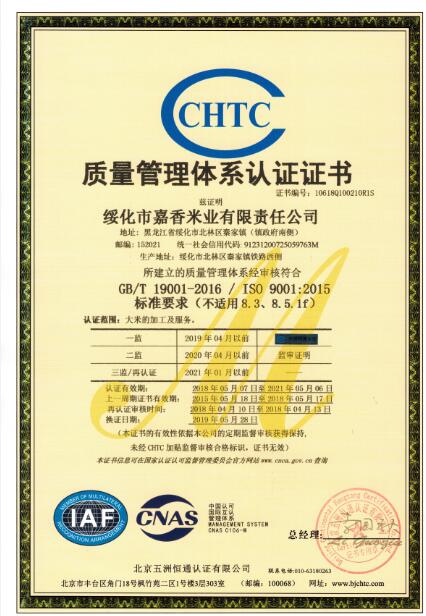 CHTC
质量管理体系认证证书
证书编号：10618Q100210R1S
兹证明
绥化市嘉香米业有限责任公司
地址：黑龙江省绥化市北林区秦家镇（镇政府南侧）
邮编：152021 统一社会信用代码：91231200725059763M
生产地址：绥化市北林区秦家镇铁路西侧
所建立的质量管理体系经审核符合
GB/T 19001-2016 / ISO 9001:2015
标准要求（不适用8.3、8.5.1f）
认证范围：大米的加工及服务。
一监 2019 年 04 月以前
二监 2020 年 04 月以前 监审证明
三监/再认证 2021 年 01 月以前 ——
认证有效期： 2018 年 05 月 07 日至 2021 年 05 月 06 日
上一周期证书有效期： 2015 年 05 月 18 日至 2018 年 05 月 17 日
再认证审核时间： 2018 年 04 月 10 日至 2018 年 04 月 13 日
换证日期： 2019 年 05 月 28 日
（本证书的有效性依据本公司的定期监督审核获得保持，
未经 CHTC 加贴监督审核合格标识，证书无效）
本证书信息可在国家认证认可监督管理委员会官方网站 www.cnca.gov.cn 查询
MEMBER OF MULTILATERAL
IAF
RECOGNITION ARRANGEMENT
CNAS
中国认可
国际互认
管理体系
MANAGEMENT SYSTEM
CNAS C106-M
总经理：
北京五洲恒通认证有限公司 联系电话：010-63180263
北京市丰台区角门18号枫竹苑二区1号楼3层303室 （邮编：100068） 网址：www.bjchtc.com